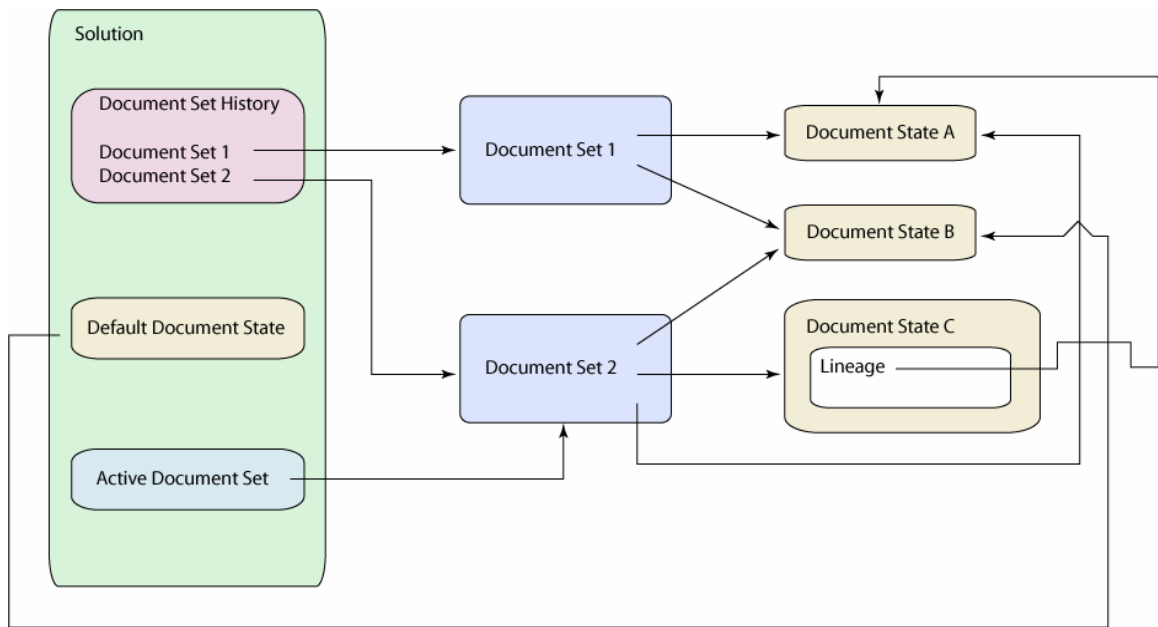 Solution
Document Set History
Document Set 1
Document Set 2
Document Set 1
Document State A
Document State B
Default Document State
Document Set 2
Document State C
Lineage
Active Document Set